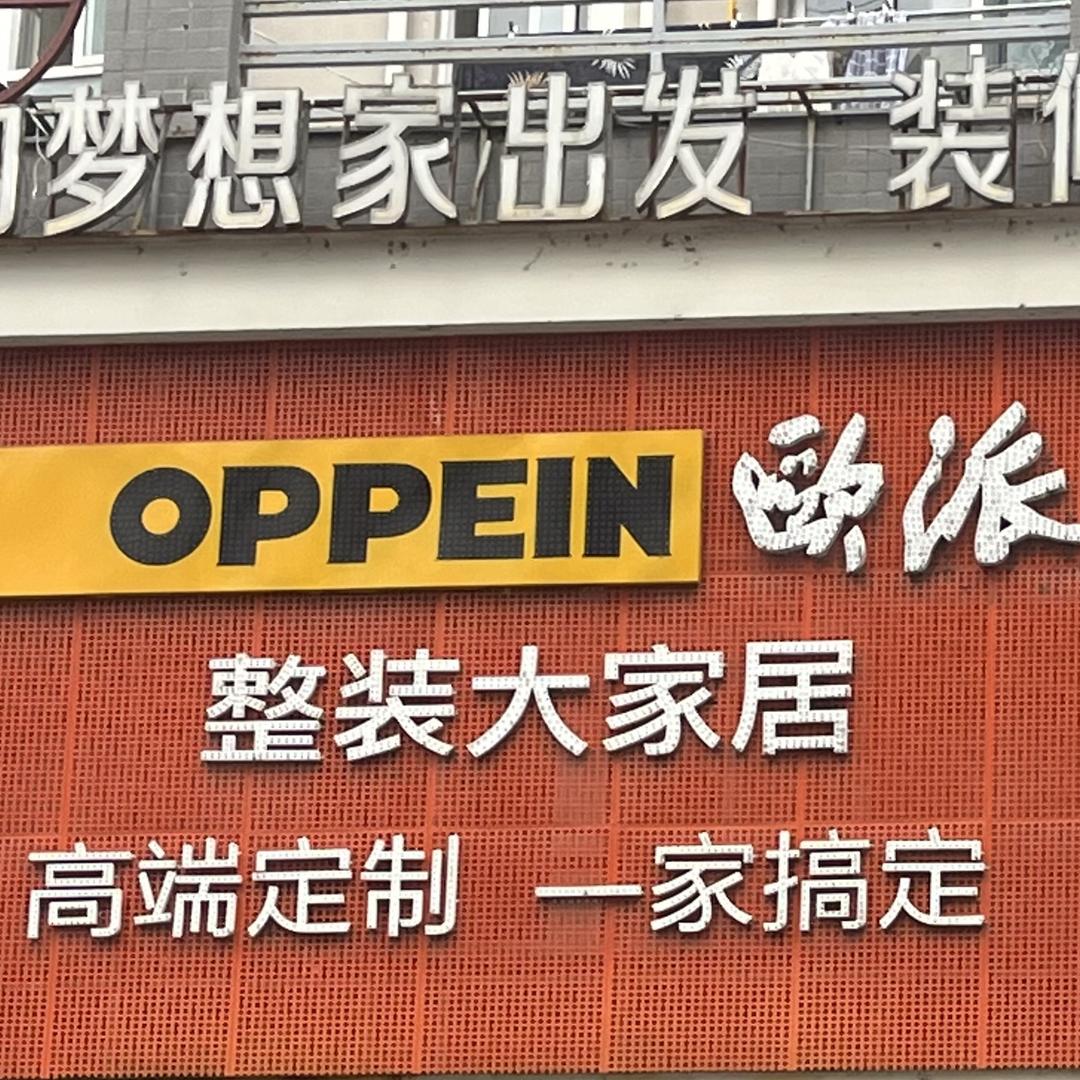 梦想家出发 装
OPPEIN 欧派
整装大家居
高端定制 一家搞定